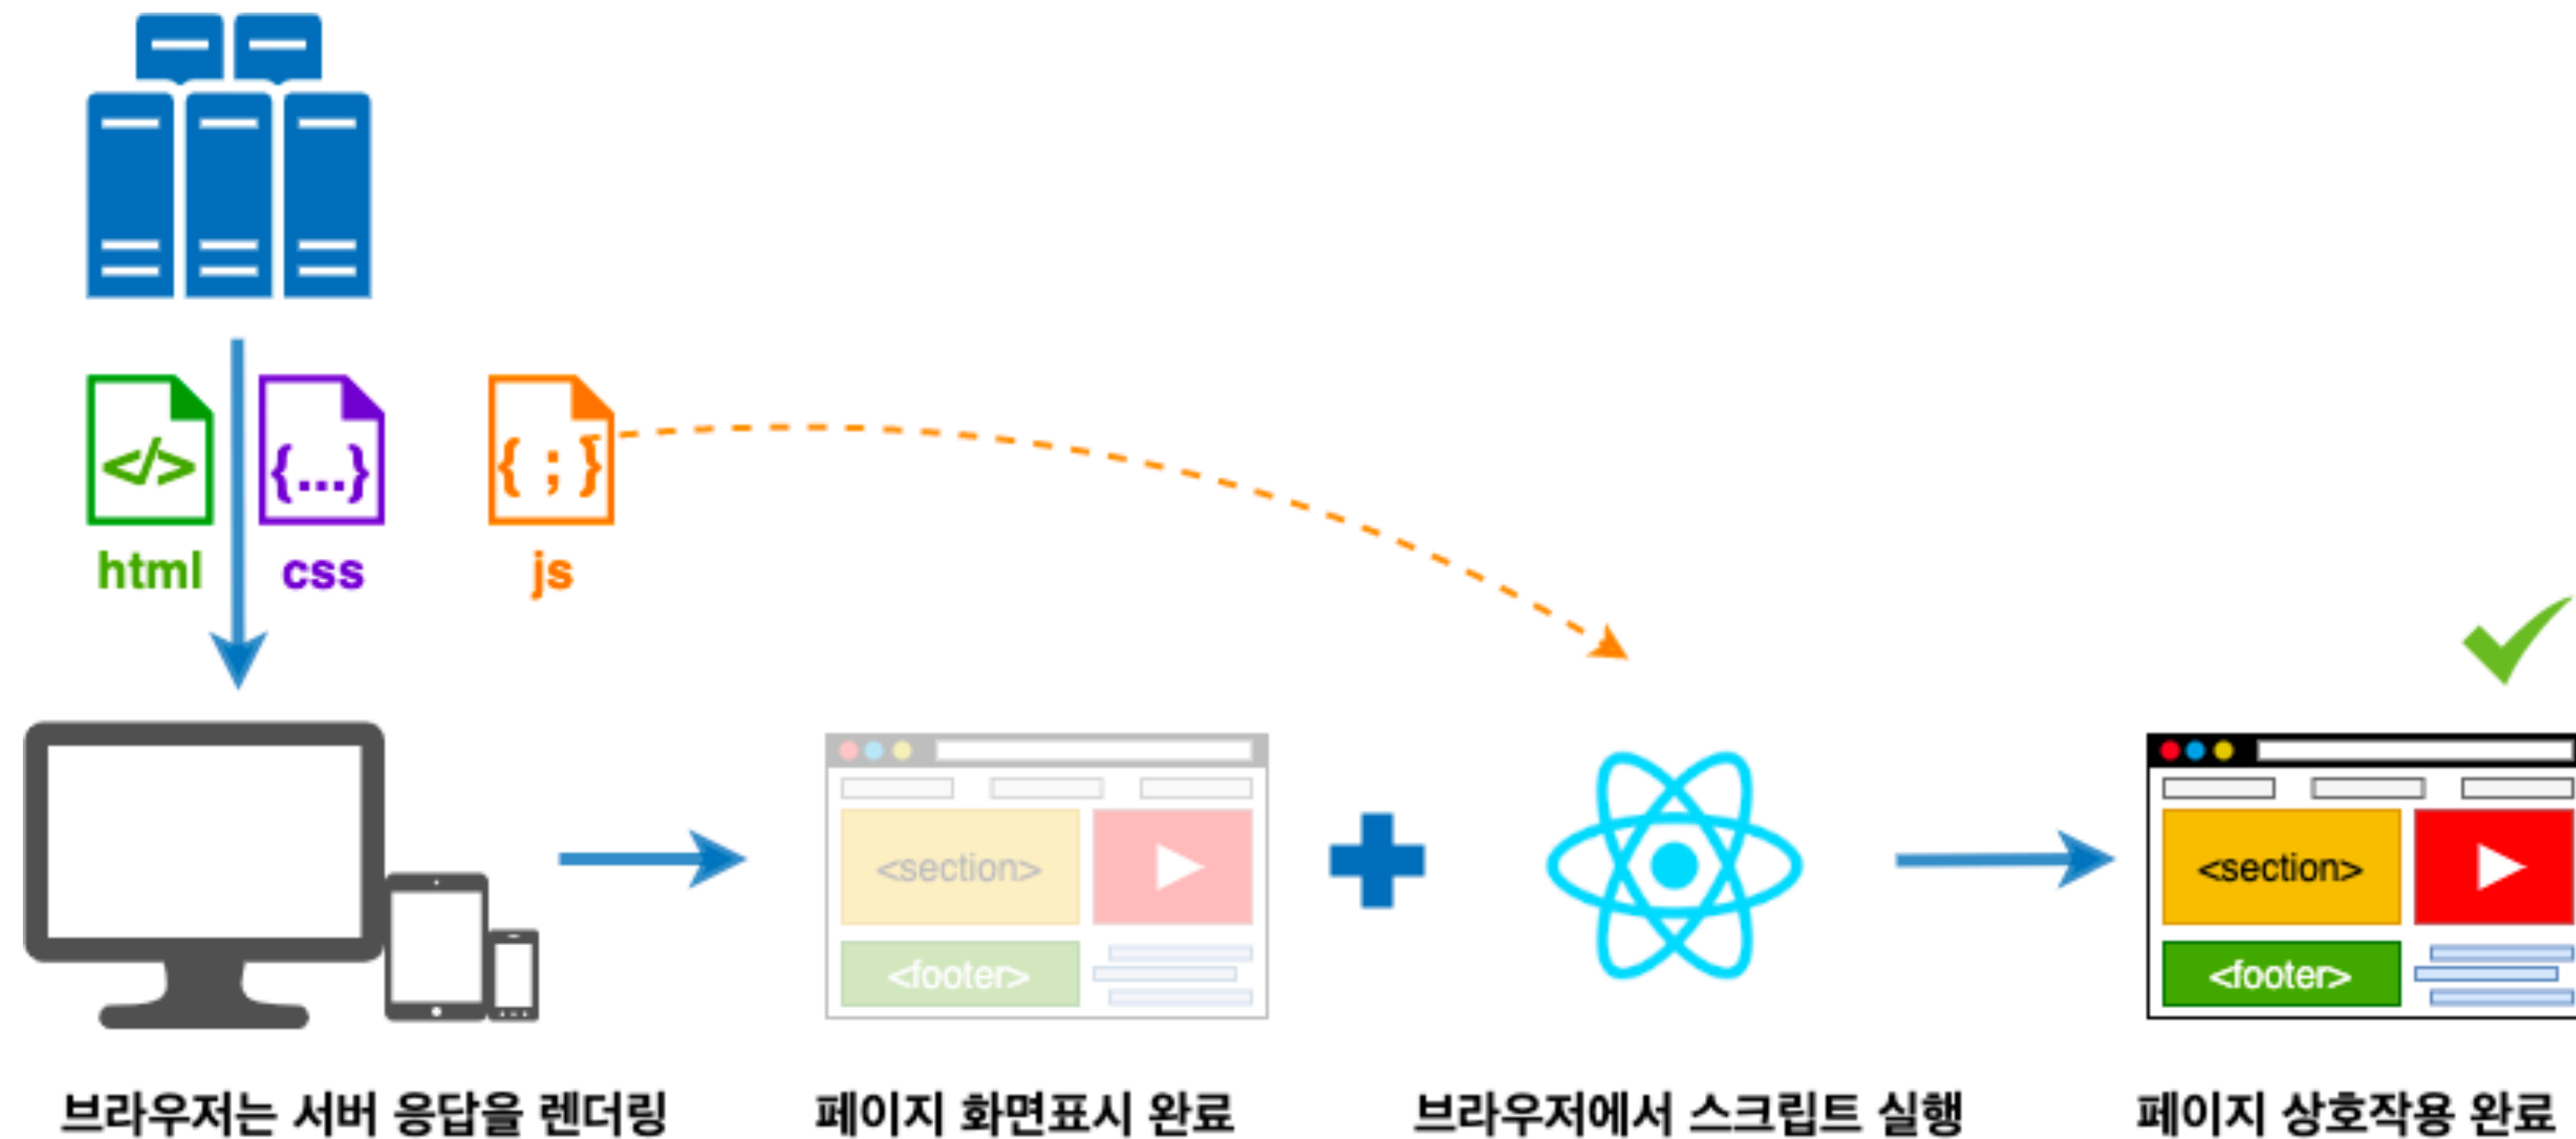 </>
{...}
{ ; }
html
css
js
<section>
<footer>
<section>
<footer>
브라우저는 서버 응답을 렌더링
페이지 화면표시 완료
브라우저에서 스크립트 실행
페이지 상호작용 완료